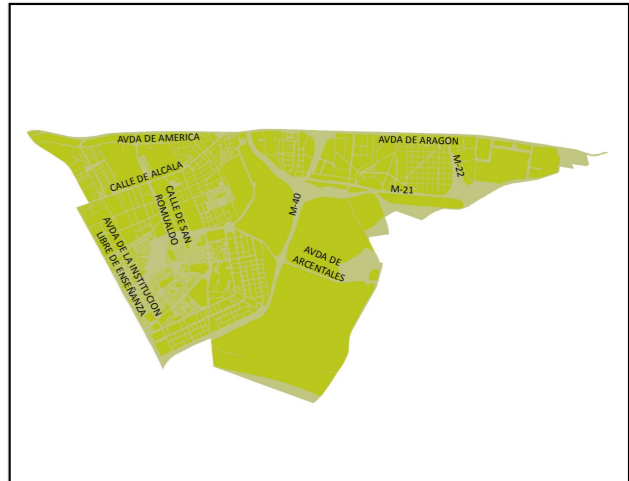 AVDA DE AMERICA
AVDA DE ARAGON
CALLE DE ALCALA
M-22
M-21
CALLE DE SAN
ROMUALDO
M-40
AVDA DE LA INSTITUCION
LIBRE DE ENSEÑANZA
AVDA DE
ARCENTALES